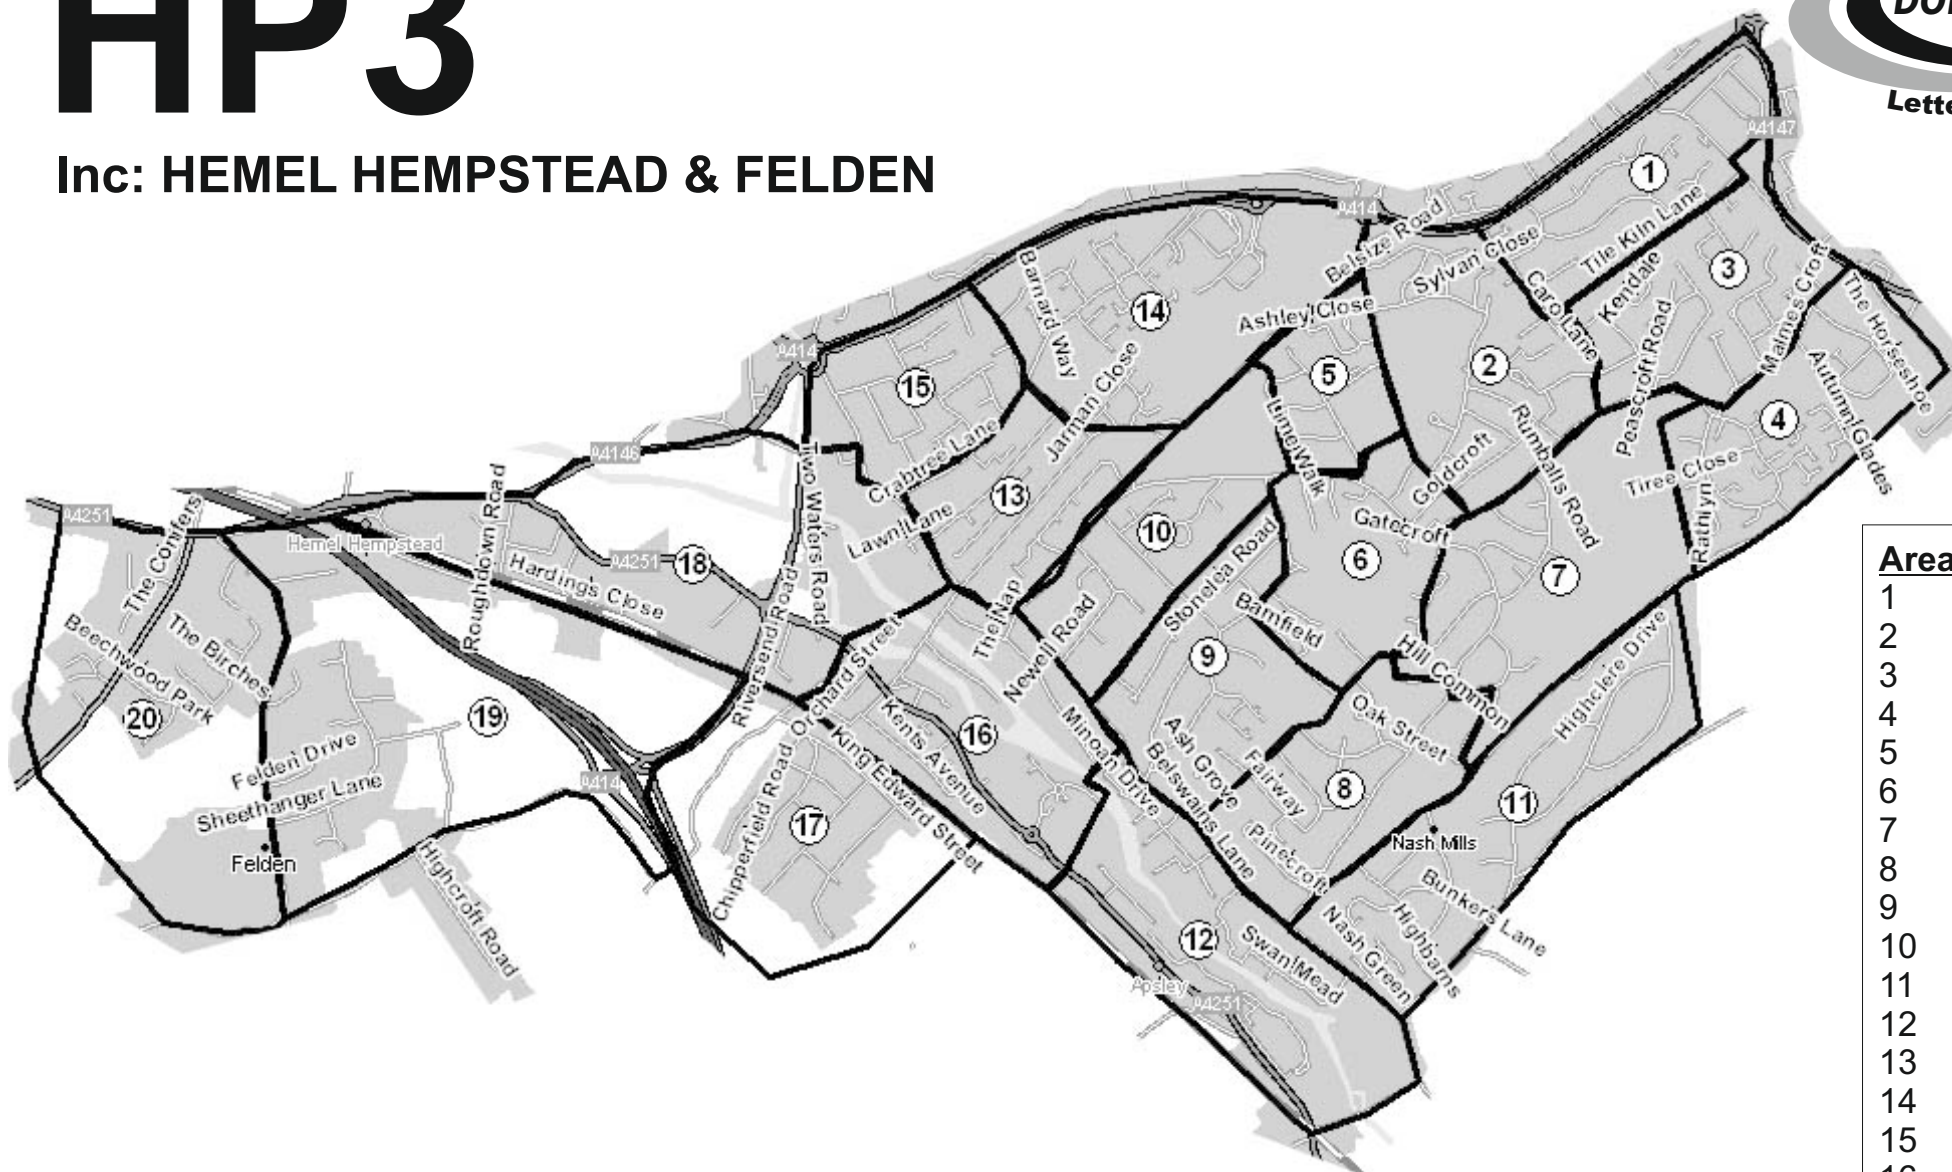 HP3
Inc: HEMEL HEMPSTEAD & FELDEN
A4147
1
Tile Kiln Lane
A414
Belsize Road
Sylvan Close
3
Kendale
Caro Lane
Malmes Croft
The Horseshoe
Barnard Way
14
Ashley Close
Peascroft Road
A414
15
Jarman Close
5
2
Autumn Glades
4
Lime Walk
Rumballs Road
A4146
Two Waters Road
Crabtree Lane
13
Goldcroft
Tiree Close
Rathlyn
A4251
The Conifers
Roughdown Road
Hemel Hempstead
A4251
18
Hardings Close
Lawn Lane
10
Gatecroft
6
7
Stonelea Road
Bamfield
The Nap
Newell Road
9
Hill Common
Highclere Drive
Beechwood Park
The Birches
20
19
Riversend Road
Orchard Street
Kents Avenue
16
Minoan Drive
Oak Street
Felden Drive
Sheethanger Lane
A414
Chipperfield Road
King Edward Street
17
Belswains Lane
Ash Grove
Fairway
8
11
Felden
Highcroft Road
Pinecroft
Nash Mills
Bunkers Lane
12
Swan Mead
Nash Green
Highbarns
Apsley
A4251
Area
1
2
3
4
5
6
7
8
9
10
11
12
13
14
15